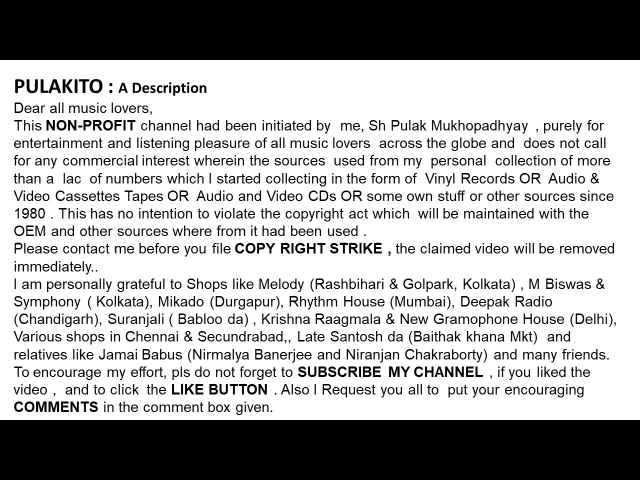 PULAKITO : A Description
Dear all music lovers,
This NON-PROFIT channel had been initiated by me, Sh Pulak Mukhopadhyay , purely for
entertainment and listening pleasure of all music lovers across the globe and does not call
for any commercial interest wherein the sources used from my personal collection of more
than a lac of numbers which I started collecting in the form of Vinyl Records OR Audio &
Video Cassettes Tapes OR Audio and Video CDs OR some own stuff or other sources since
1980 . This has no intention to violate the copyright act which will be maintained with the
OEM and other sources where from it had been used .
Please contact me before you file COPY RIGHT STRIKE , the claimed video will be removed
immediately..
I am personally grateful to Shops like Melody (Rashbihari & Golpark, Kolkata) , M Biswas &
Symphony ( Kolkata), Mikado (Durgapur), Rhythm House (Mumbai), Deepak Radio
(Chandigarh), Suranjali ( Babloo da) , Krishna Raagmala & New Gramophone House (Delhi),
Various shops in Chennai & Secundrabad,, Late Santosh da (Baithak khana Mkt) and
relatives like Jamai Babus (Nirmalya Banerjee and Niranjan Chakraborty) and many friends.
To encourage my effort, pls do not forget to SUBSCRIBE MY CHANNEL , if you liked the
video , and to click the LIKE BUTTON . Also I Request you all to put your encouraging
COMMENTS in the comment box given.